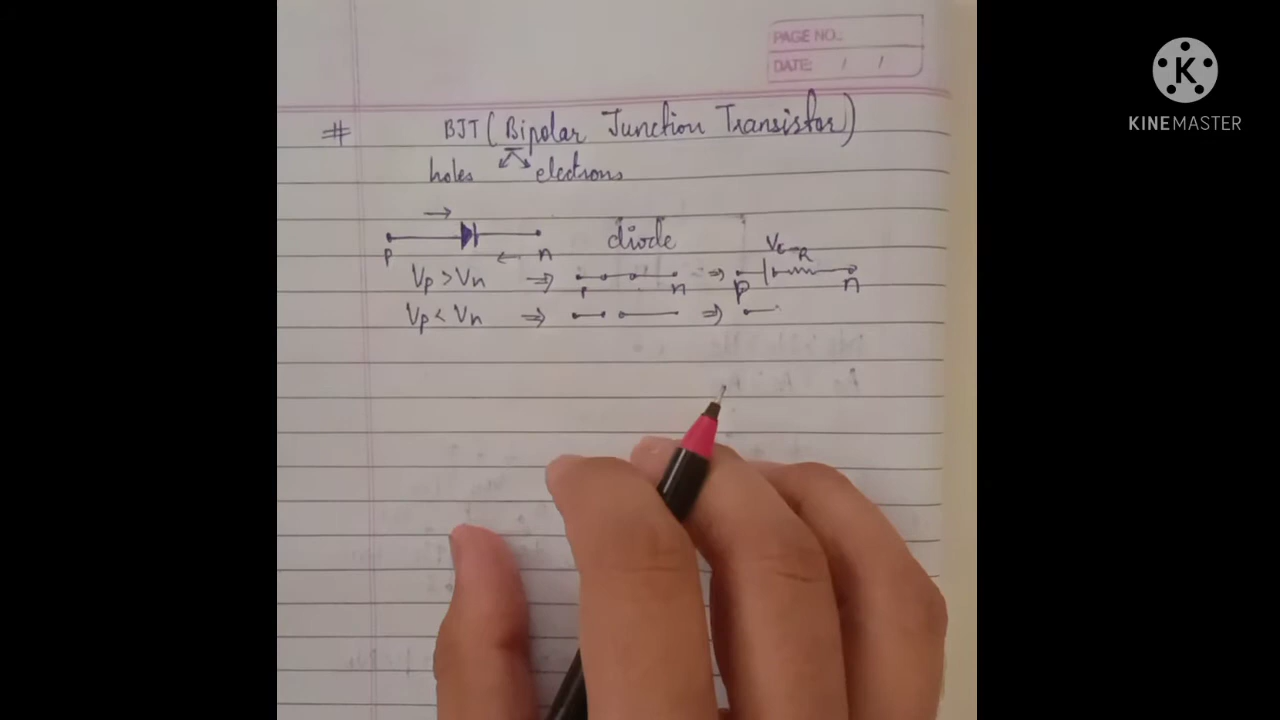 PAGE NO.:
DATE: / /
K
KINEMASTER
# BJT (Bipolar Junction Transistor)
holes electrons
diode
p n
Vp > Vn ⇒ p n ⇒ p R n
Vp < Vn ⇒ ⇒